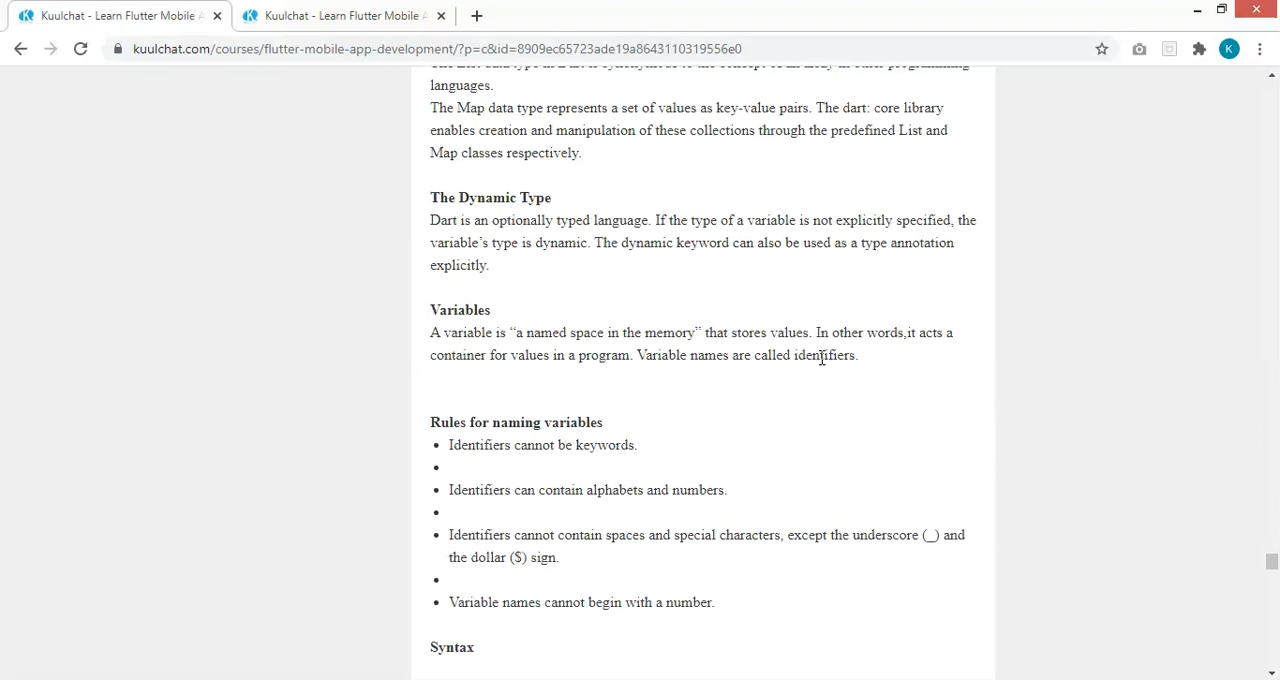 Kuulchat - Learn Flutter Mobile
Kuulchat - Learn Flutter Mobile
kuulchat.com/courses/flutter-mobile-app-development/?p=c&id=8909ec65723ade19a8643110319556e0
K
languages.
The Map data type represents a set of values as key-value pairs. The dart: core library
enables creation and manipulation of these collections through the predefined List and
Map classes respectively.
The Dynamic Type
Dart is an optionally typed language. If the type of a variable is not explicitly specified, the
variable’s type is dynamic. The dynamic keyword can also be used as a type annotation
explicitly.
Variables
A variable is “a named space in the memory” that stores values. In other words,it acts a
container for values in a program. Variable names are called identifiers.
Rules for naming variables
• Identifiers cannot be keywords.
•
• Identifiers can contain alphabets and numbers.
•
• Identifiers cannot contain spaces and special characters, except the underscore (_) and
the dollar ($) sign.
•
• Variable names cannot begin with a number.
Syntax